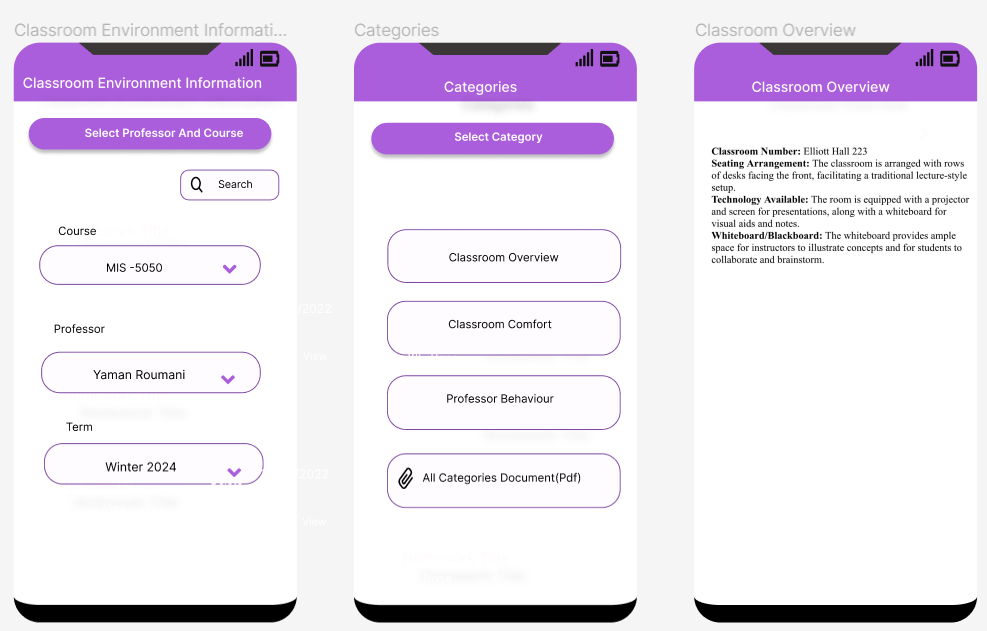 Classroom Environment Informati...
Classroom Environment Information
Select Professor And Course
Search
Course
MIS -5050
Professor
Yaman Roumani
Term
Winter 2024
/2022
View
/2022
View
Categories
Categories
Select Category
Classroom Overview
Classroom Comfort
Professor Behaviour
All Categories Document(Pdf)
Classroom Overview
Classroom Overview
Classroom Number: Elliott Hall 223
Seating Arrangement: The classroom is arranged with rows
of desks facing the front, facilitating a traditional lecture-style
setup.
Technology Available: The room is equipped with a projector
and screen for presentations, along with a whiteboard for
visual aids and notes.
Whiteboard/Blackboard: The whiteboard provides ample
space for instructors to illustrate concepts and for students to
collaborate and brainstorm.